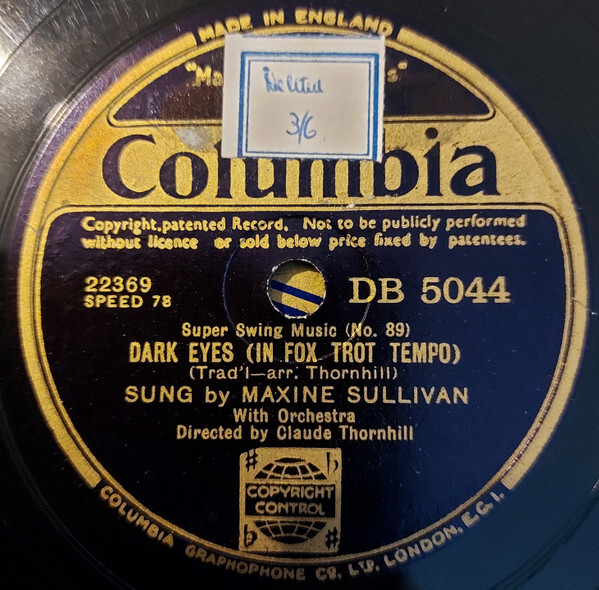 MADE IN ENGLAND
Deleted
3/6
Columbia
Copyright, patented Record. Not to be publicly performed
without licence or sold below price fixed by patentees.
22369
SPEED 78
DB 5044
Super Swing Music (No. 89)
DARK EYES (IN FOX TROT TEMPO)
(Trad'l—arr. Thornhill)
SUNG by MAXINE SULLIVAN
With Orchestra
Directed by Claude Thornhill
COPYRIGHT
CONTROL
COLUMBIA GRAPHOPHONE CO. LTD. LONDON. E.C.1.